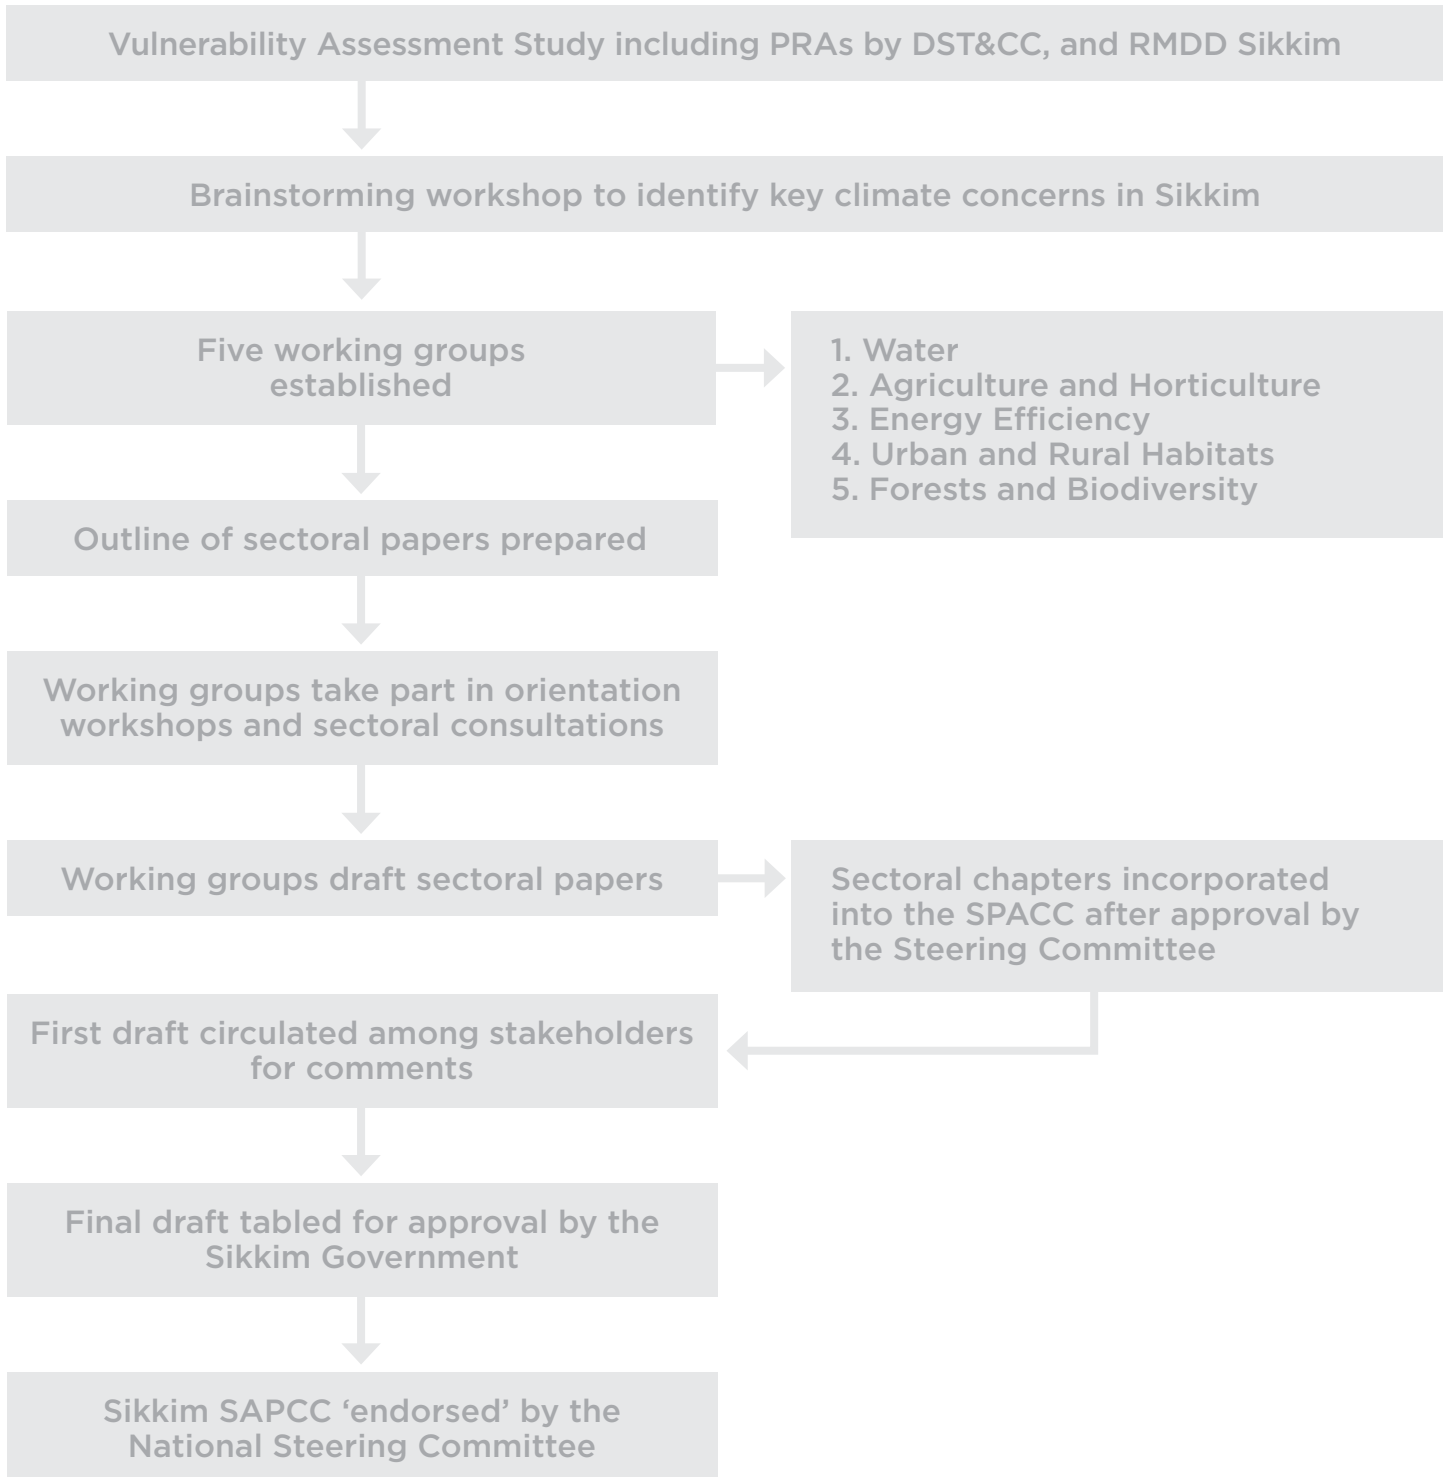 Vulnerability Assessment Study including PRAs by DST&CC, and RMDD Sikkim
Brainstorming workshop to identify key climate concerns in Sikkim
Five working groups
established
1. Water
2. Agriculture and Horticulture
3. Energy Efficiency
4. Urban and Rural Habitats
5. Forests and Biodiversity
Outline of sectoral papers prepared
Working groups take part in orientation
workshops and sectoral consultations
Working groups draft sectoral papers
Sectoral chapters incorporated
into the SPACC after approval by
the Steering Committee
First draft circulated among stakeholders
for comments
Final draft tabled for approval by the
Sikkim Government
Sikkim SAPCC ‘endorsed’ by the
National Steering Committee